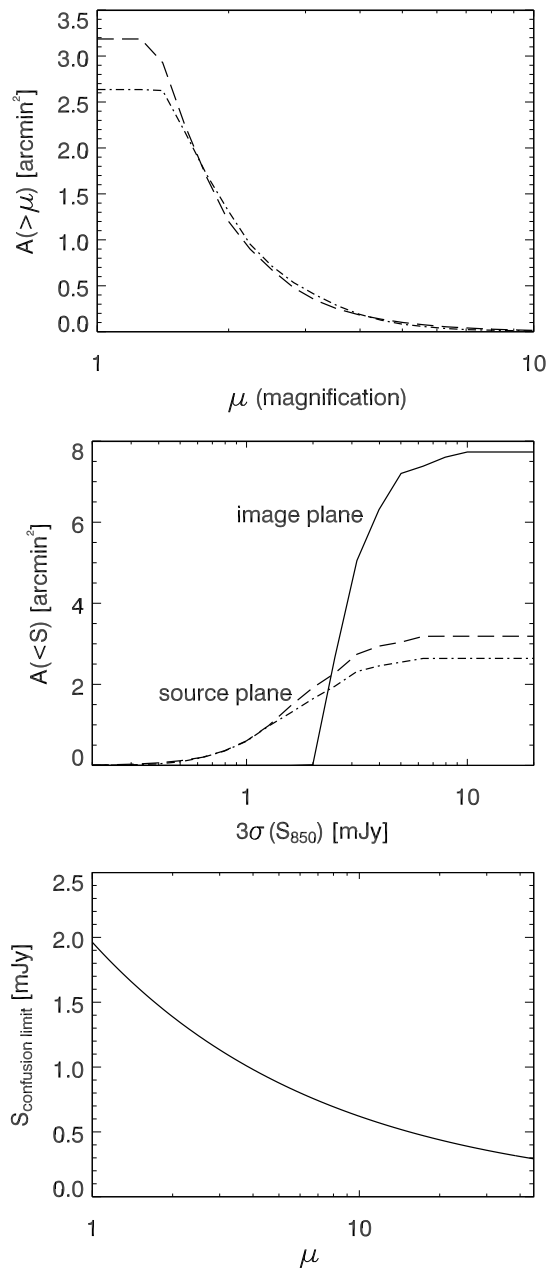 3.5
3.0
2.5
2.0
1.5
1.0
0.5
0.0
A(>μ) [arcmin²]
1 10
μ (magnification)
8
6
4
2
0
A(<S) [arcmin²]
image plane
source plane
1 10
3σ(S₈₅₀) [mJy]
2.5
2.0
1.5
1.0
0.5
0.0
S_confusion limit [mJy]
1 10
μ